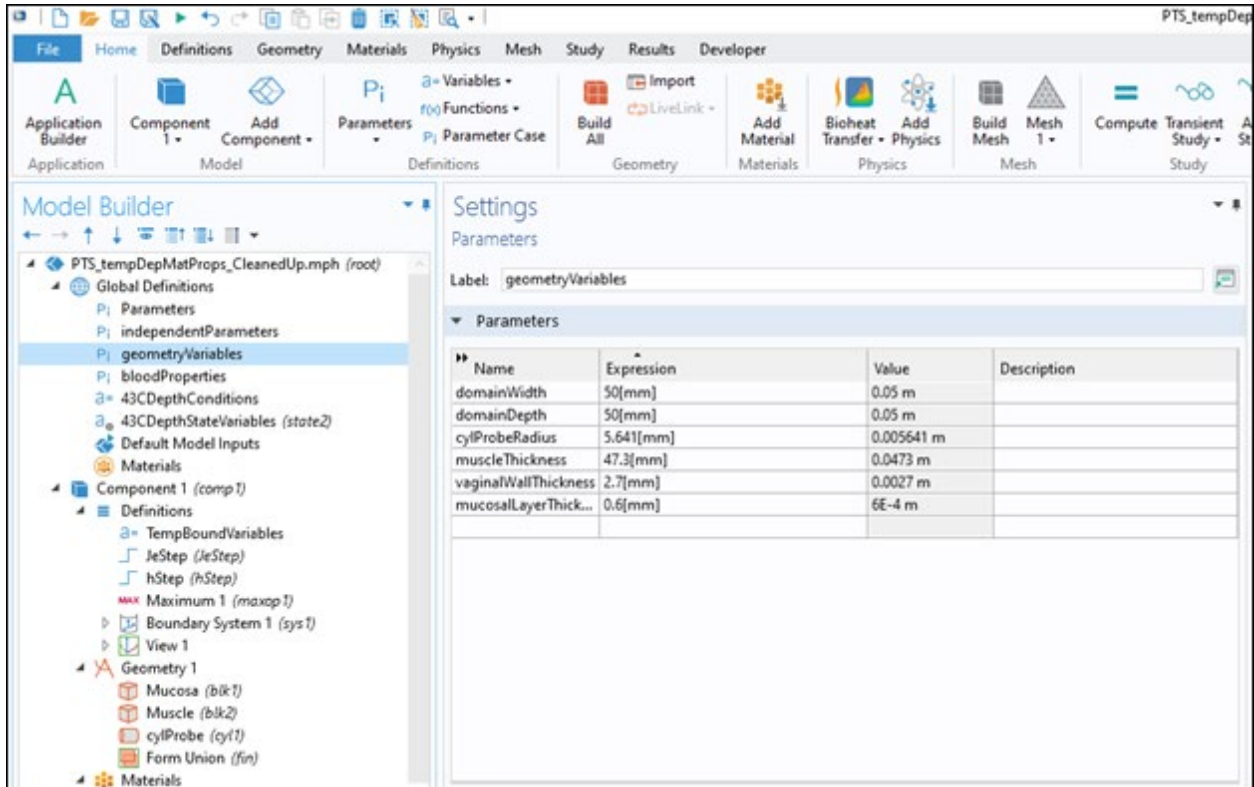 PTS_tempDep
File Home Definitions Geometry Materials Physics Mesh Study Results Developer
Application Builder
Component 1
Add Component
Pi Parameters
a= Variables
f(x) Functions
Pi Parameter Case
Build All
Import
LiveLink
Add Material
Bioheat Transfer
Add Physics
Build Mesh
Mesh 1
Compute
Transient Study
Application Model Definitions Geometry Materials Physics Mesh Study
Model Builder
PTS_tempDepMatProps_CleanedUp.mph (root)
Global Definitions
Pi Parameters
Pi independentParameters
Pi geometryVariables
Pi bloodProperties
a= 43CDepthConditions
a 43CDepthStateVariables (state2)
Default Model Inputs
Materials
Component 1 (comp1)
Definitions
a= TempBoundVariables
JeStep (JeStep)
hStep (hStep)
MAX Maximum 1 (maxop1)
Boundary System 1 (sys1)
View 1
Geometry 1
Mucosa (blk1)
Muscle (blk2)
cylProbe (cyl1)
Form Union (fin)
Materials
Settings
Parameters
Label: geometryVariables
Parameters
Name Expression Value Description
domainWidth 50[mm] 0.05 m
domainDepth 50[mm] 0.05 m
cylProbeRadius 5.641[mm] 0.005641 m
muscleThickness 47.3[mm] 0.0473 m
vaginalWallThickness 2.7[mm] 0.0027 m
mucosalLayerThick... 0.6[mm] 6E-4 m